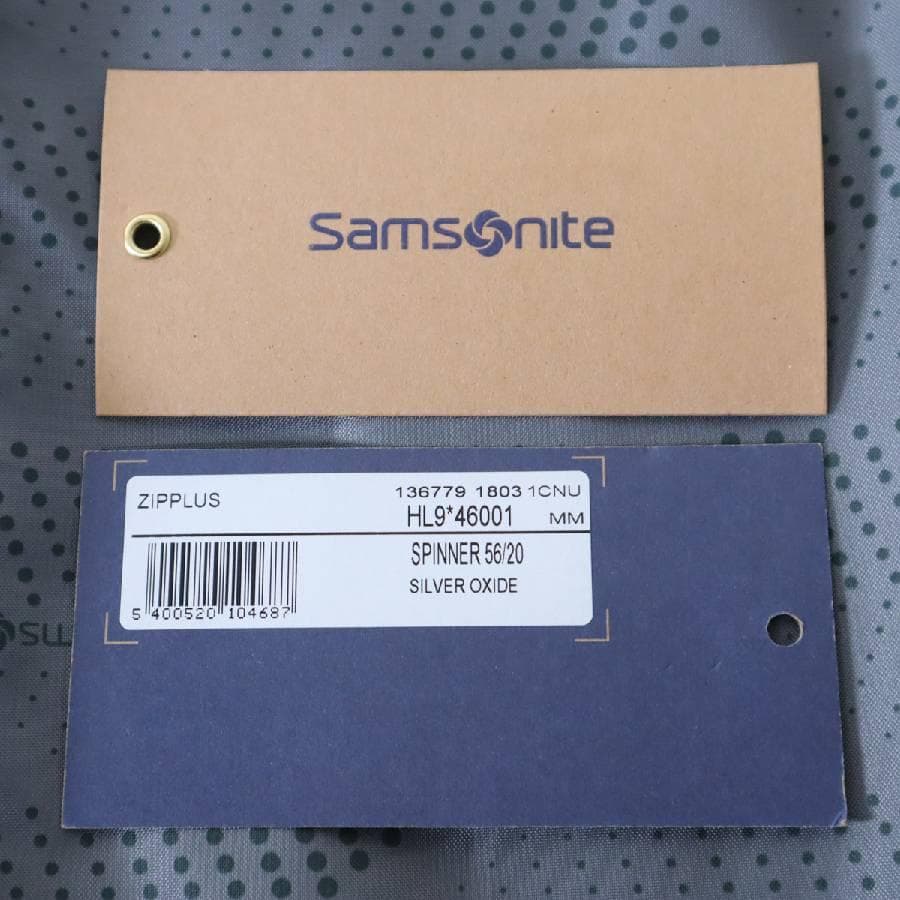 Samsonite
ZIPPLUS
136779 1803 1CNU
HL9*46001 MM
SPINNER 56/20
SILVER OXIDE
5 400520 104687